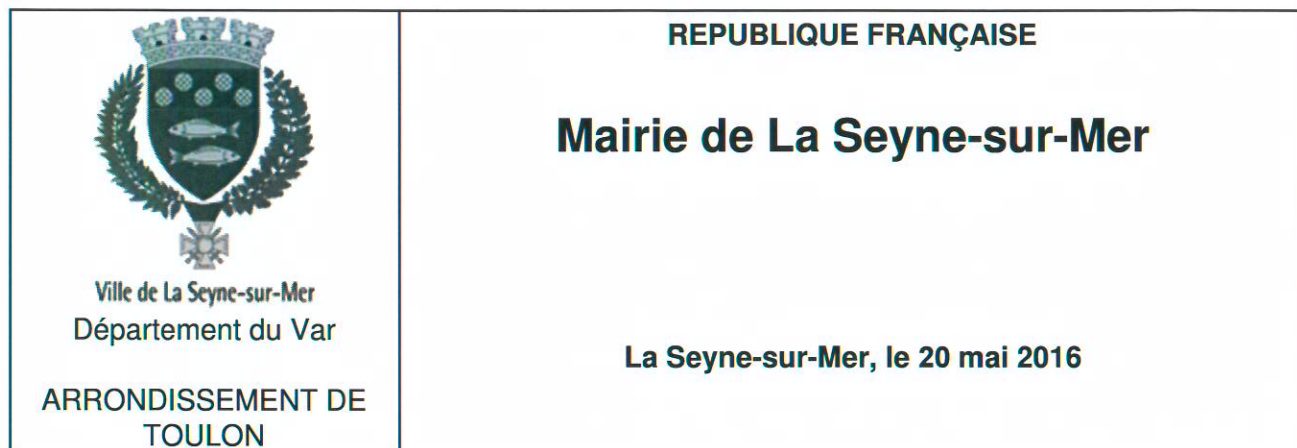 Ville de La Seyne-sur-Mer
Département du Var
ARRONDISSEMENT DE
TOULON
REPUBLIQUE FRANÇAISE
Mairie de La Seyne-sur-Mer
La Seyne-sur-Mer, le 20 mai 2016